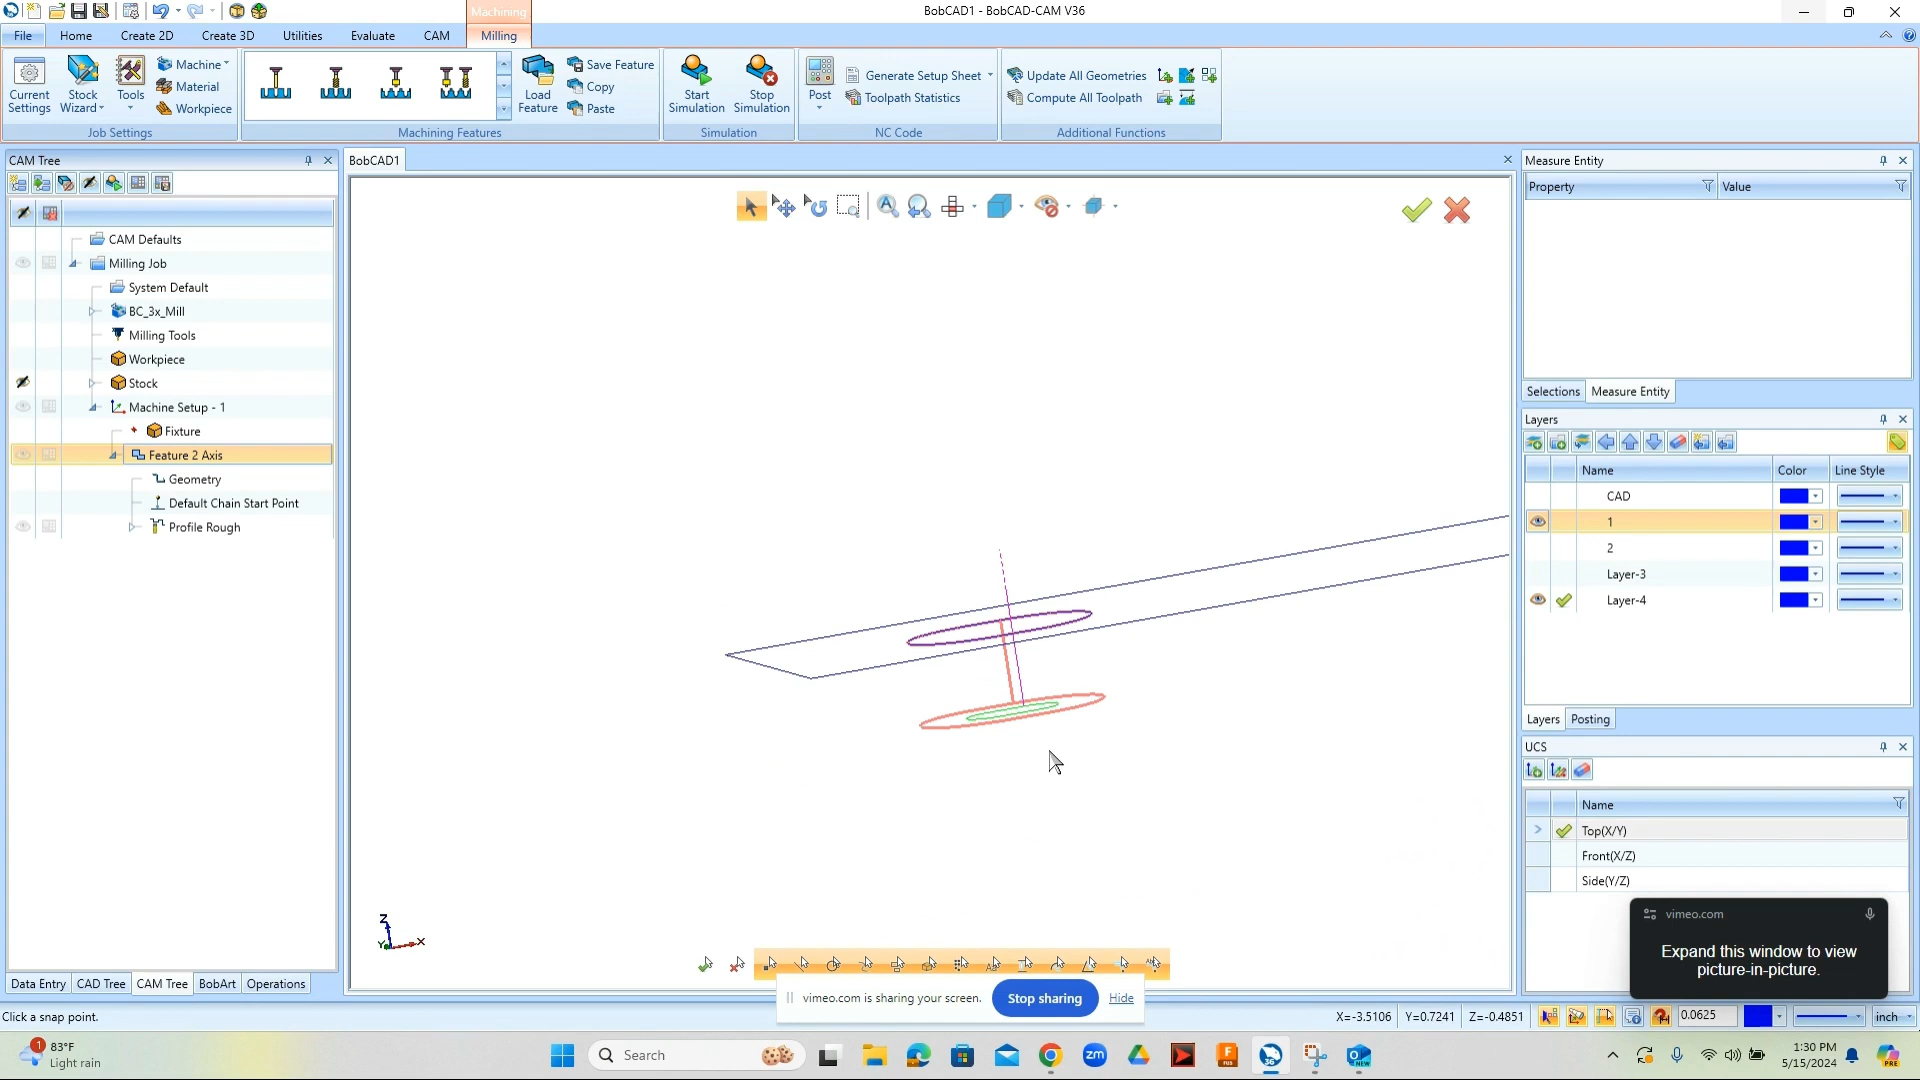 Machining
BobCAD1 - BobCAD-CAM V36
File
Home
Create 2D
Create 3D
Utilities
Evaluate
CAM
Milling
Current Settings
Stock Wizard
Tools
Machine
Material
Workpiece
Job Settings
Load Feature
Save Feature
Copy
Paste
Machining Features
Start Simulation
Stop Simulation
Simulation
Post
Generate Setup Sheet
Toolpath Statistics
NC Code
Update All Geometries
Compute All Toolpath
Additional Functions
CAM Tree
CAM Defaults
Milling Job
System Default
BC_3x_Mill
Milling Tools
Workpiece
Stock
Machine Setup - 1
Fixture
Feature 2 Axis
Geometry
Default Chain Start Point
Profile Rough
Data Entry
CAD Tree
CAM Tree
BobArt
Operations
BobCAD1
Z
Y
X
Measure Entity
Property
Value
Selections
Measure Entity
Layers
Name
Color
Line Style
CAD
1
2
Layer-3
Layer-4
Layers
Posting
UCS
Name
Top(X/Y)
Front(X/Z)
Side(Y/Z)
vimeo.com
Expand this window to view
picture-in-picture.
vimeo.com is sharing your screen.
Stop sharing
Hide
Click a snap point.
X=-3.5106
Y=0.7241
Z=-0.4851
0.0625
inch
1
83°F
Light rain
Search
zm
F
FUS
36
NEW
1:30 PM
5/15/2024
PRE